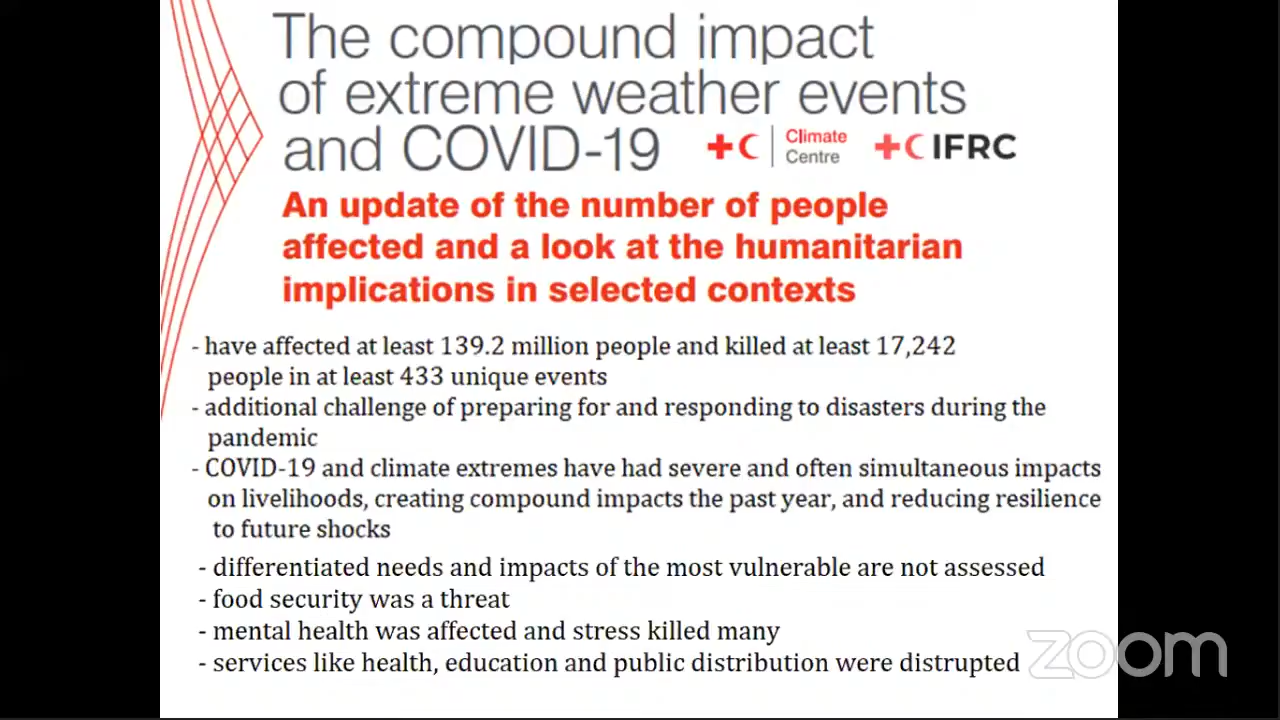 The compound impact
of extreme weather events
and COVID-19
Climate
Centre
IFRC
An update of the number of people
affected and a look at the humanitarian
implications in selected contexts
- have affected at least 139.2 million people and killed at least 17,242
people in at least 433 unique events
- additional challenge of preparing for and responding to disasters during the
pandemic
- COVID-19 and climate extremes have had severe and often simultaneous impacts
on livelihoods, creating compound impacts the past year, and reducing resilience
to future shocks
- differentiated needs and impacts of the most vulnerable are not assessed
- food security was a threat
- mental health was affected and stress killed many
- services like health, education and public distribution were distrupted
zoom